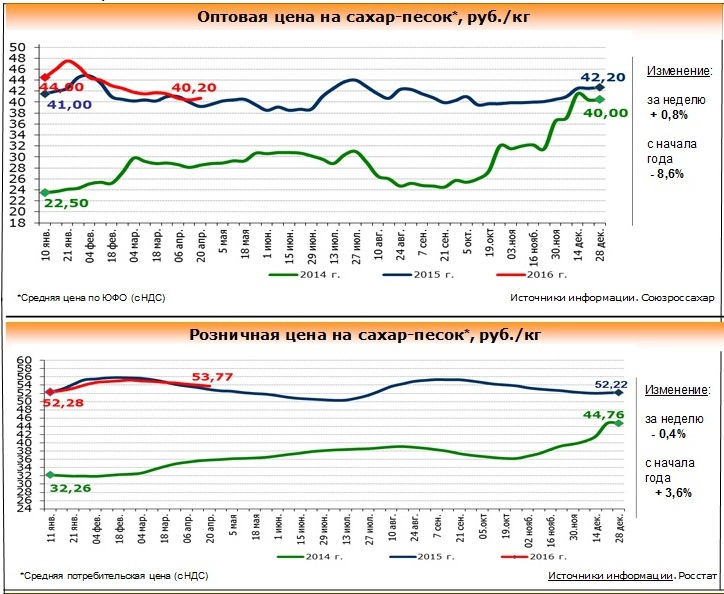 Оптовая цена на сахар-песок*, руб./кг
50
48
46
44
42
40
38
36
34
32
30
28
26
24
22
20
18
44,00
41,00
22,50
40,20
42,20
40,00
10 янв.
21 янв.
04 фев.
18 фев.
04 мар.
18 мар.
06 апр.
20 апр.
5 мая
18 мая
1 июн.
15 июн.
29 июн.
13 июл.
27 июл.
10 авг.
24 авг.
7 сен.
21 сен.
5 окт.
19.окт
03.ноя
16 нояб.
30 ноя.
14 дек.
28 дек.
2014 г.
2015 г.
2016 г.
Изменение:
за неделю
+ 0,8%
с начала
года
- 8,6%
*Средняя цена по ЮФО (сНДС)
Источники информации. Союзроссахар
Розничная цена на сахар-песок*, руб./кг
60
58
56
54
52
50
48
46
44
42
40
38
36
34
32
30
28
26
24
52,28
32,26
53,77
52,22
44,76
11 янв.
21 янв.
04 фев.
18 фев.
04 мар.
18 мар.
06 апр.
20 апр.
5 мая
18 мая
1 июн.
15 июн.
29 июн.
13 июл.
27 июл.
10 авг.
24 авг.
7 сен.
21 сен.
05.окт
19.окт
02 нояб.
16 нояб.
30.ноя
14 дек.
28 дек.
2014 г.
2015 г.
2016 г.
Изменение:
за неделю
- 0,4%
с начала
года
+ 3,6%
*Средняя потребительская цена (сНДС)
Источники информации. Росстат